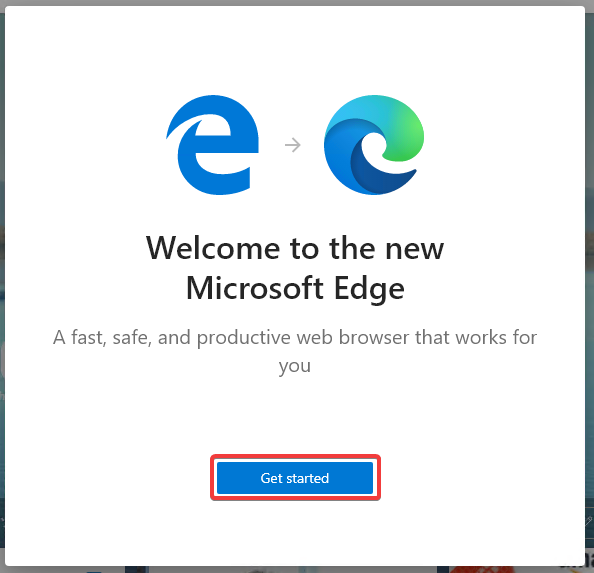 Welcome to the new
Microsoft Edge
A fast, safe, and productive web browser that works for
you
Get started